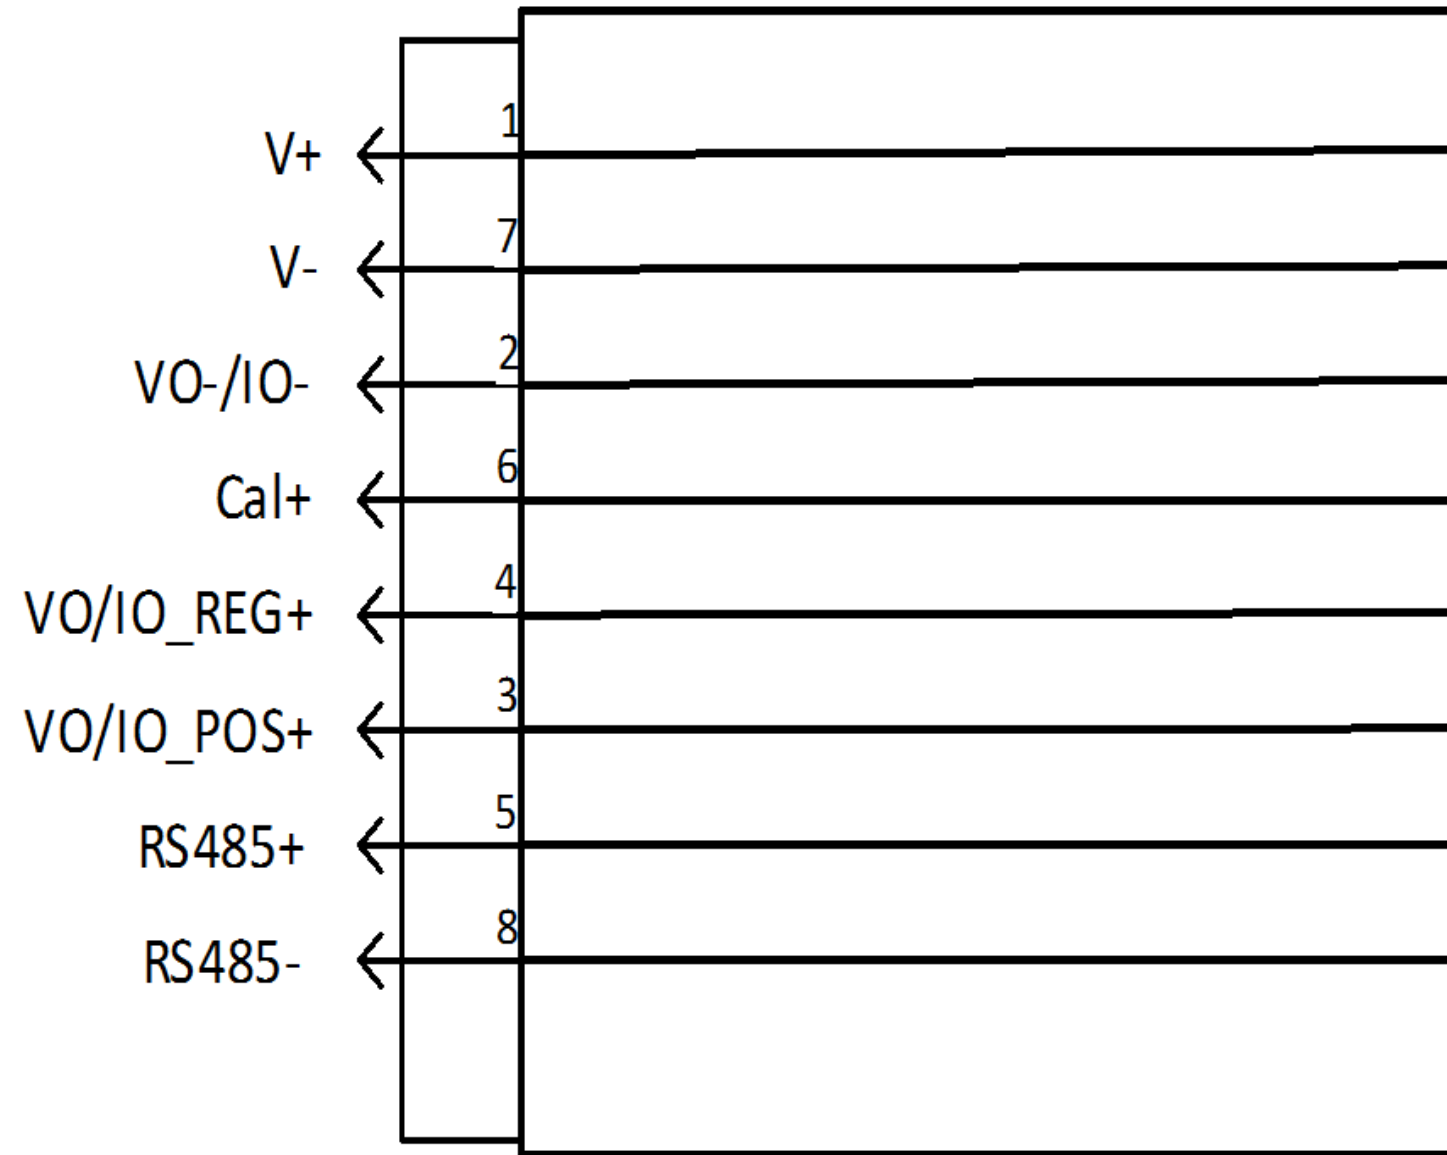 1
V+
7
V-
2
VO-/IO-
6
Cal+
4
VO/IO_REG+
3
VO/IO_POS+
5
RS485+
8
RS485-